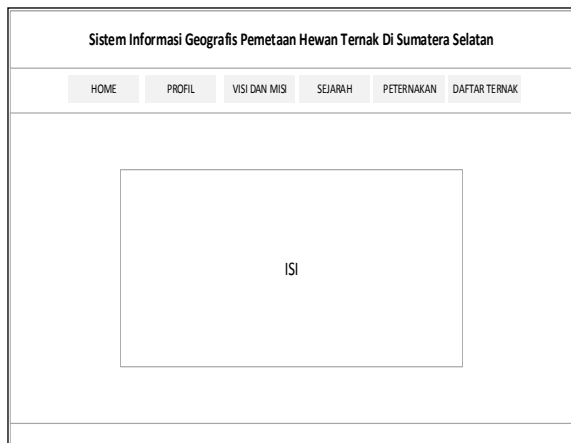 Sistem Informasi Geografis Pemetaan Hewan Ternak Di Sumatera Selatan
HOME PROFIL VISI DAN MISI SEJARAH PETERNAKAN DAFTAR TERNAK
ISI